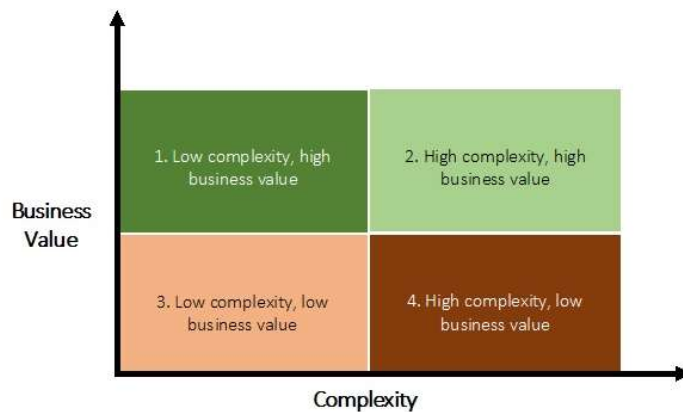 1. Low complexity, high
business value
2. High complexity, high
business value
Business
Value
3. Low complexity, low
business value
4. High complexity, low
business value
Complexity